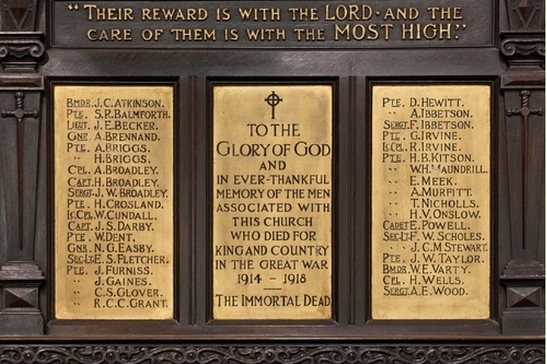 "THEIR REWARD IS WITH THE LORD · AND THE
CARE OF THEM IS WITH THE MOST HIGH."
BMDR. J. C. ATKINSON.
PTE. S. R. BALMFORTH.
LIEUT. J. E. BECKER.
GNR. A. BRENNAND.
PTE. A. BRIGGS.
" H. BRIGGS.
CPL. A. BROADLEY.
CAPT. H. BROADLEY.
SERGT. J. W. BROADLEY.
PTE. H. CROSLAND.
LC. CPL. W. CUNDALL.
CAPT. J. S. DARBY.
PTE. W. DENT.
GNR. N. G. EASBY.
SEC. LT. E. S. FLETCHER.
PTE. J. FURNISS.
" J. GAINES.
" C. S. GLOVER.
" R. C. C. GRANT.
TO THE
GLORY OF GOD
AND
IN EVER-THANKFUL
MEMORY OF THE MEN
ASSOCIATED WITH
THIS CHURCH
WHO DIED FOR
KING AND COUNTRY
IN THE GREAT WAR
1914 - 1918
THE IMMORTAL DEAD
PTE. D. HEWITT.
" A. IBBETSON.
SERGT. F. IBBETSON.
PTE. G. IRVINE.
LC. CPL. R. IRVINE.
PTE. H. B. KITSON.
" W. H. MAUNDRILL.
" E. MEEK.
" A. MURFITT.
" T. NICHOLLS.
" H. V. ONSLOW.
CADET E. POWELL.
SEC. LT. F. W. SCHOLES.
" J. C. M. STEWART.
PTE. J. W. TAYLOR.
BMDR. W. E. VARTY.
CPL. H. WELLS.
SERGT. A. E. WOOD.